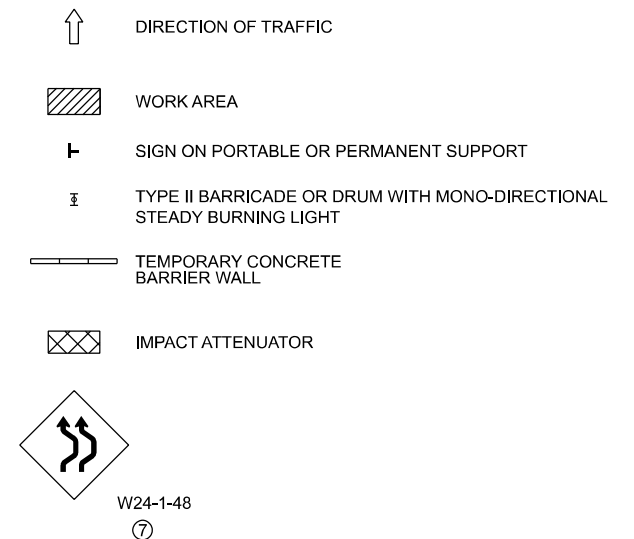 DIRECTION OF TRAFFIC
WORK AREA
SIGN ON PORTABLE OR PERMANENT SUPPORT
TYPE II BARRICADE OR DRUM WITH MONO-DIRECTIONAL
STEADY BURNING LIGHT
TEMPORARY CONCRETE
BARRIER WALL
IMPACT ATTENUATOR
W24-1-48
7